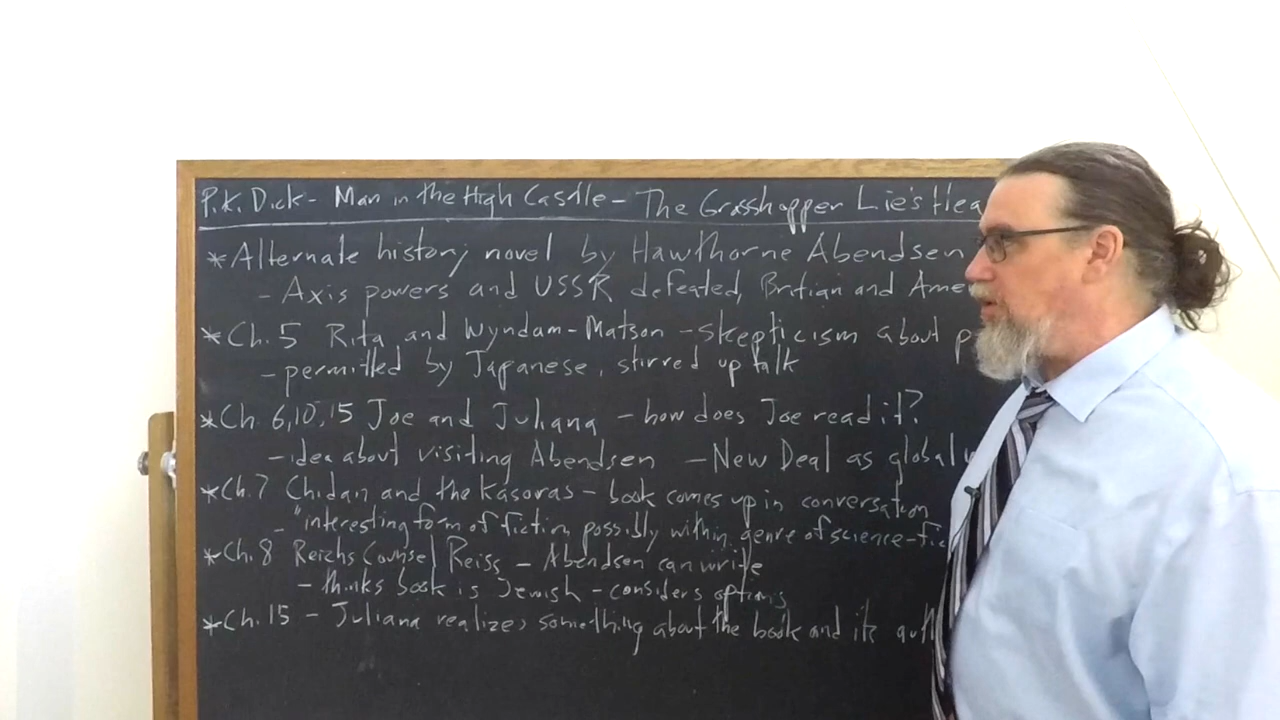 P.K. Dick - Man in the High Castle - The Grasshopper Lie's Hea
* Alternate history novel by Hawthorne Abendsen
- Axis powers and USSR defeated, Britian and Ame
* Ch. 5 Rita and Wyndam-Matson - skepticism about p
- permitted by Japanese, stirred up talk
* Ch 6,10,15 Joe and Juliana - how does Joe read it?
- idea about visiting Abendsen - New Deal as global
* Ch. 7 Chidan and the Kasoras - book comes up in conversation
- "interesting form of fiction possibly within genre of science-fic
* Ch. 8 Reichs Counsel Reiss - Abendsen can write
- thinks book is Jewish - considers options
* Ch. 15 - Juliana realizes something about the book and its auth